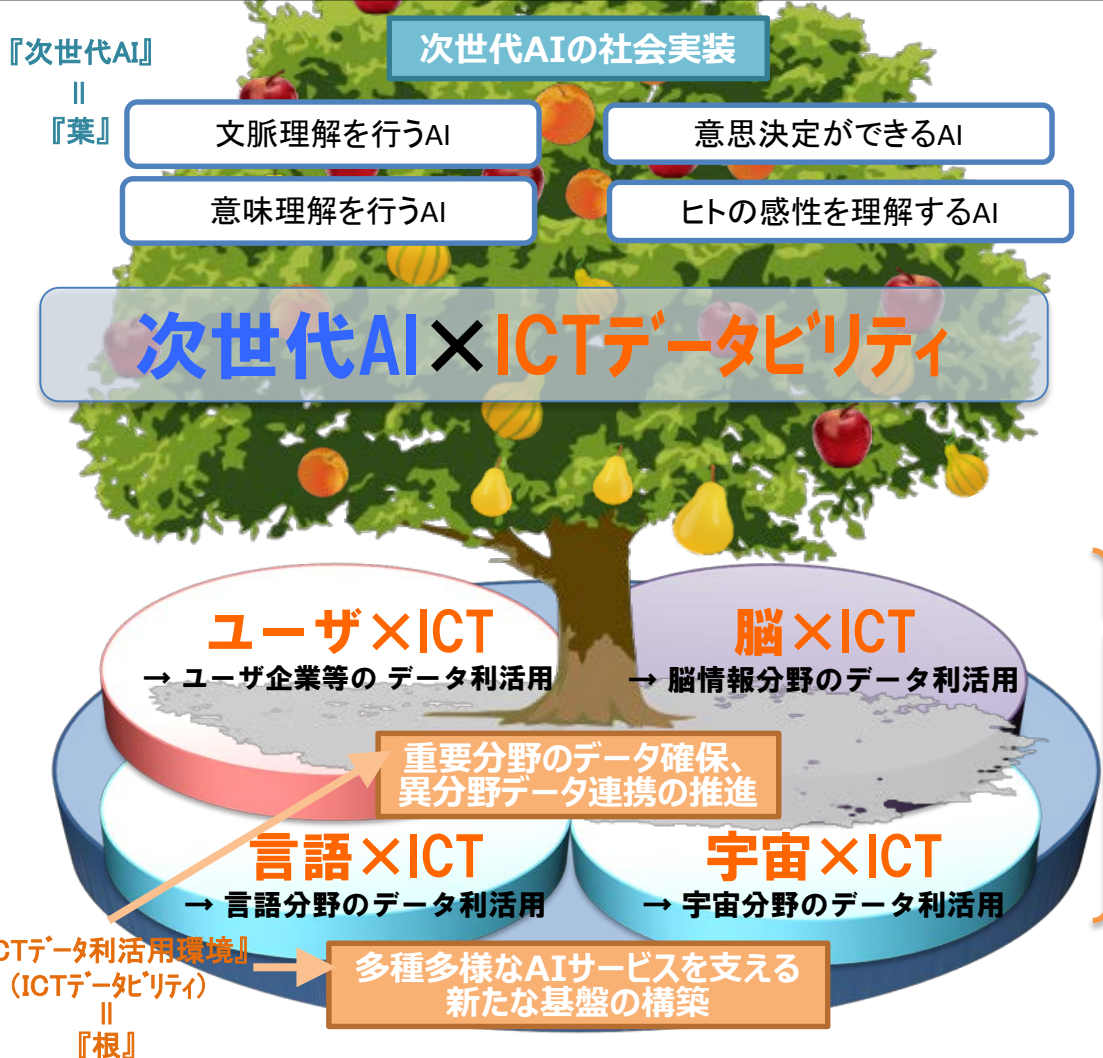 『次世代AI』
||
『葉』
次世代AIの社会実装
文脈理解を行うAI
意思決定ができるAI
意味理解を行うAI
ヒトの感性を理解するAI
次世代AI×ICTデータビリティ
ユーザ×ICT
→ ユーザ企業等の データ利活用
脳×ICT
→ 脳情報分野のデータ利活用
重要分野のデータ確保、
異分野データ連携の推進
言語×ICT
→ 言語分野のデータ利活用
宇宙×ICT
→ 宇宙分野のデータ利活用
CTデータ利活用環境』
(ICTデータビリティ)
||
『根』
多種多様なAIサービスを支える
新たな基盤の構築